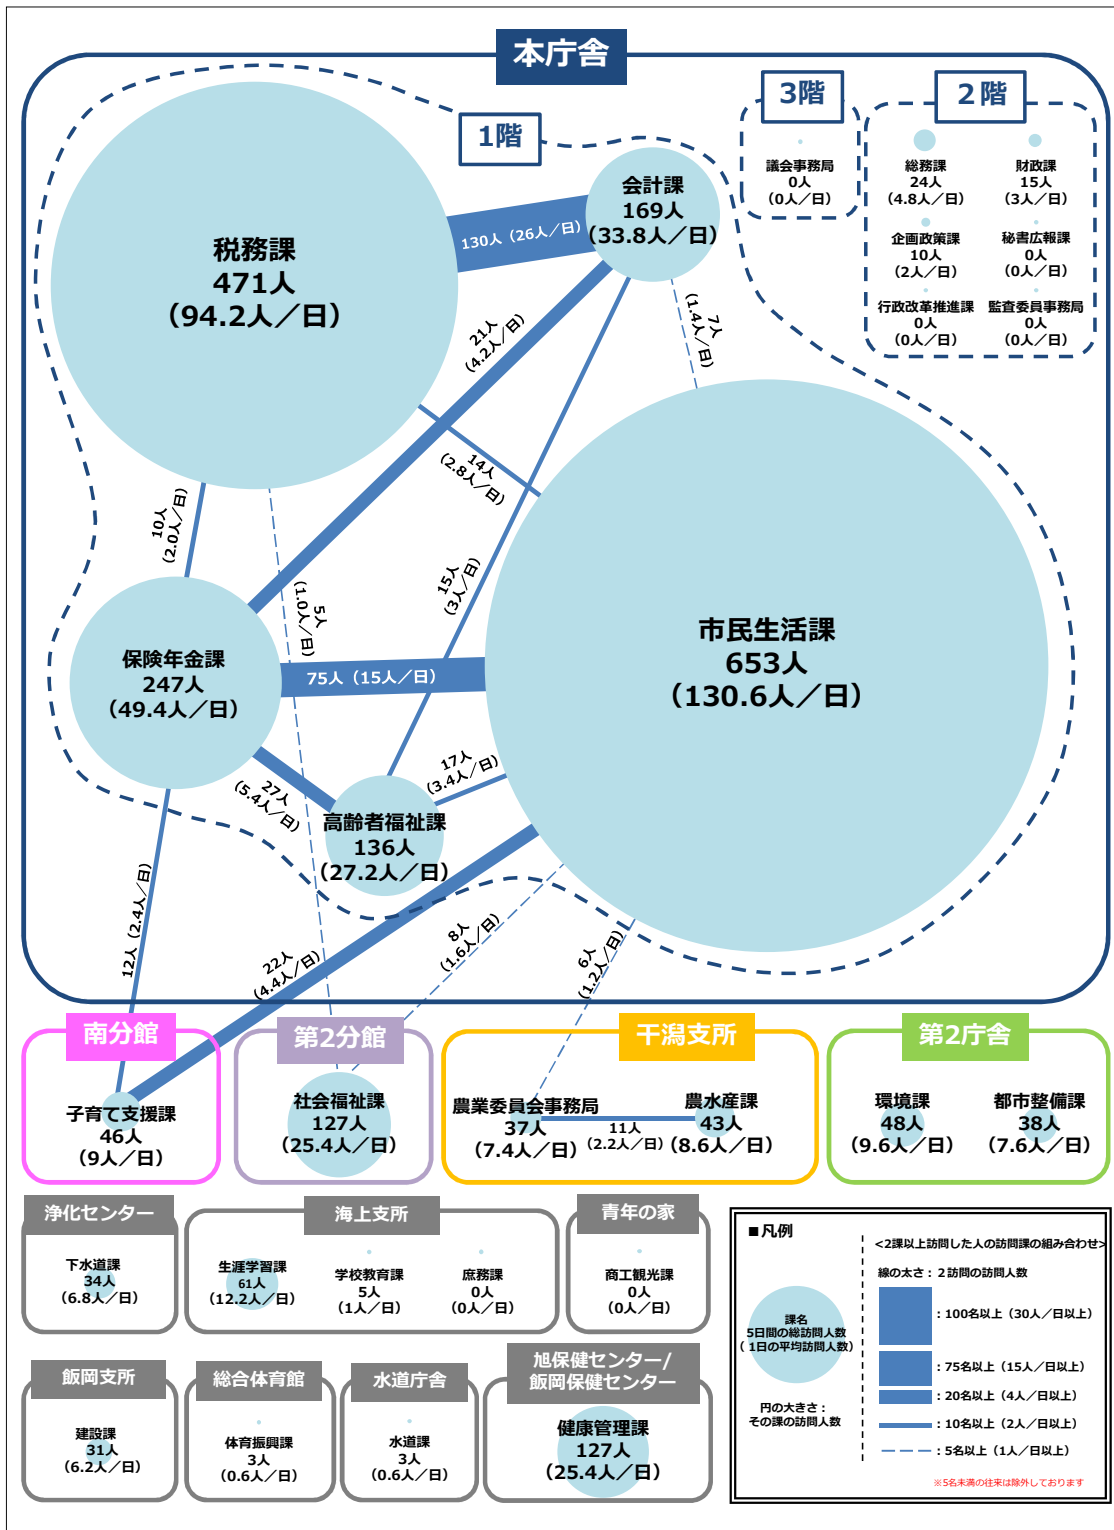 本庁舎
1階
3階
２階
議会事務局
0人
（0人／日）
総務課
24人
（4.8人／日）
財政課
15人
（3人／日）
企画政策課
10人
（2人／日）
秘書広報課
0人
（0人／日）
行政改革推進課
0人
（0人／日）
監査委員事務局
0人
（0人／日）
税務課
471人
（94.2人／日）
会計課
169人
（33.8人／日）
130人（26人／日）
21人
（4.2人／日）
7人
（1.4人／日）
14人
（2.8人／日）
10人
（2.0人／日）
5人
（1.0人／日）
15人
（3人／日）
市民生活課
653人
（130.6人／日）
保険年金課
247人
（49.4人／日）
75人（15人／日）
27人
（5.4人／日）
17人
（3.4人／日）
高齢者福祉課
136人
（27.2人／日）
12人（2.4人／日）
22人
（4.4人／日）
8人
（1.6人／日）
6人
（1.2人／日）
南分館
子育て支援課
46人
（9人／日）
第2分館
社会福祉課
127人
（25.4人／日）
干潟支所
農業委員会事務局
37人
（7.4人／日）
11人
（2.2人／日）
農水産課
43人
（8.6人／日）
第2庁舎
環境課
48人
（9.6人／日）
都市整備課
38人
（7.6人／日）
浄化センター
下水道課
34人
（6.8人／日）
海上支所
生涯学習課
61人
（12.2人／日）
学校教育課
5人
（1人／日）
庶務課
0人
（0人／日）
青年の家
商工観光課
0人
（0人／日）
飯岡支所
建設課
31人
（6.2人／日）
総合体育館
体育振興課
3人
（0.6人／日）
水道庁舎
水道課
3人
（0.6人／日）
旭保健センター/
飯岡保健センター
健康管理課
127人
（25.4人／日）
■凡例
課名
5日間の総訪問人数
（1日の平均訪問人数）
円の大きさ：
その課の訪問人数
<2課以上訪問した人の訪問課の組み合わせ>
線の太さ：２訪問の訪問人数
：100名以上（30人／日以上）
：75名以上（15人／日以上）
：20名以上（4人／日以上）
：10名以上（2人／日以上）
：5名以上（1人／日以上）
※5名未満の往来は除外しております